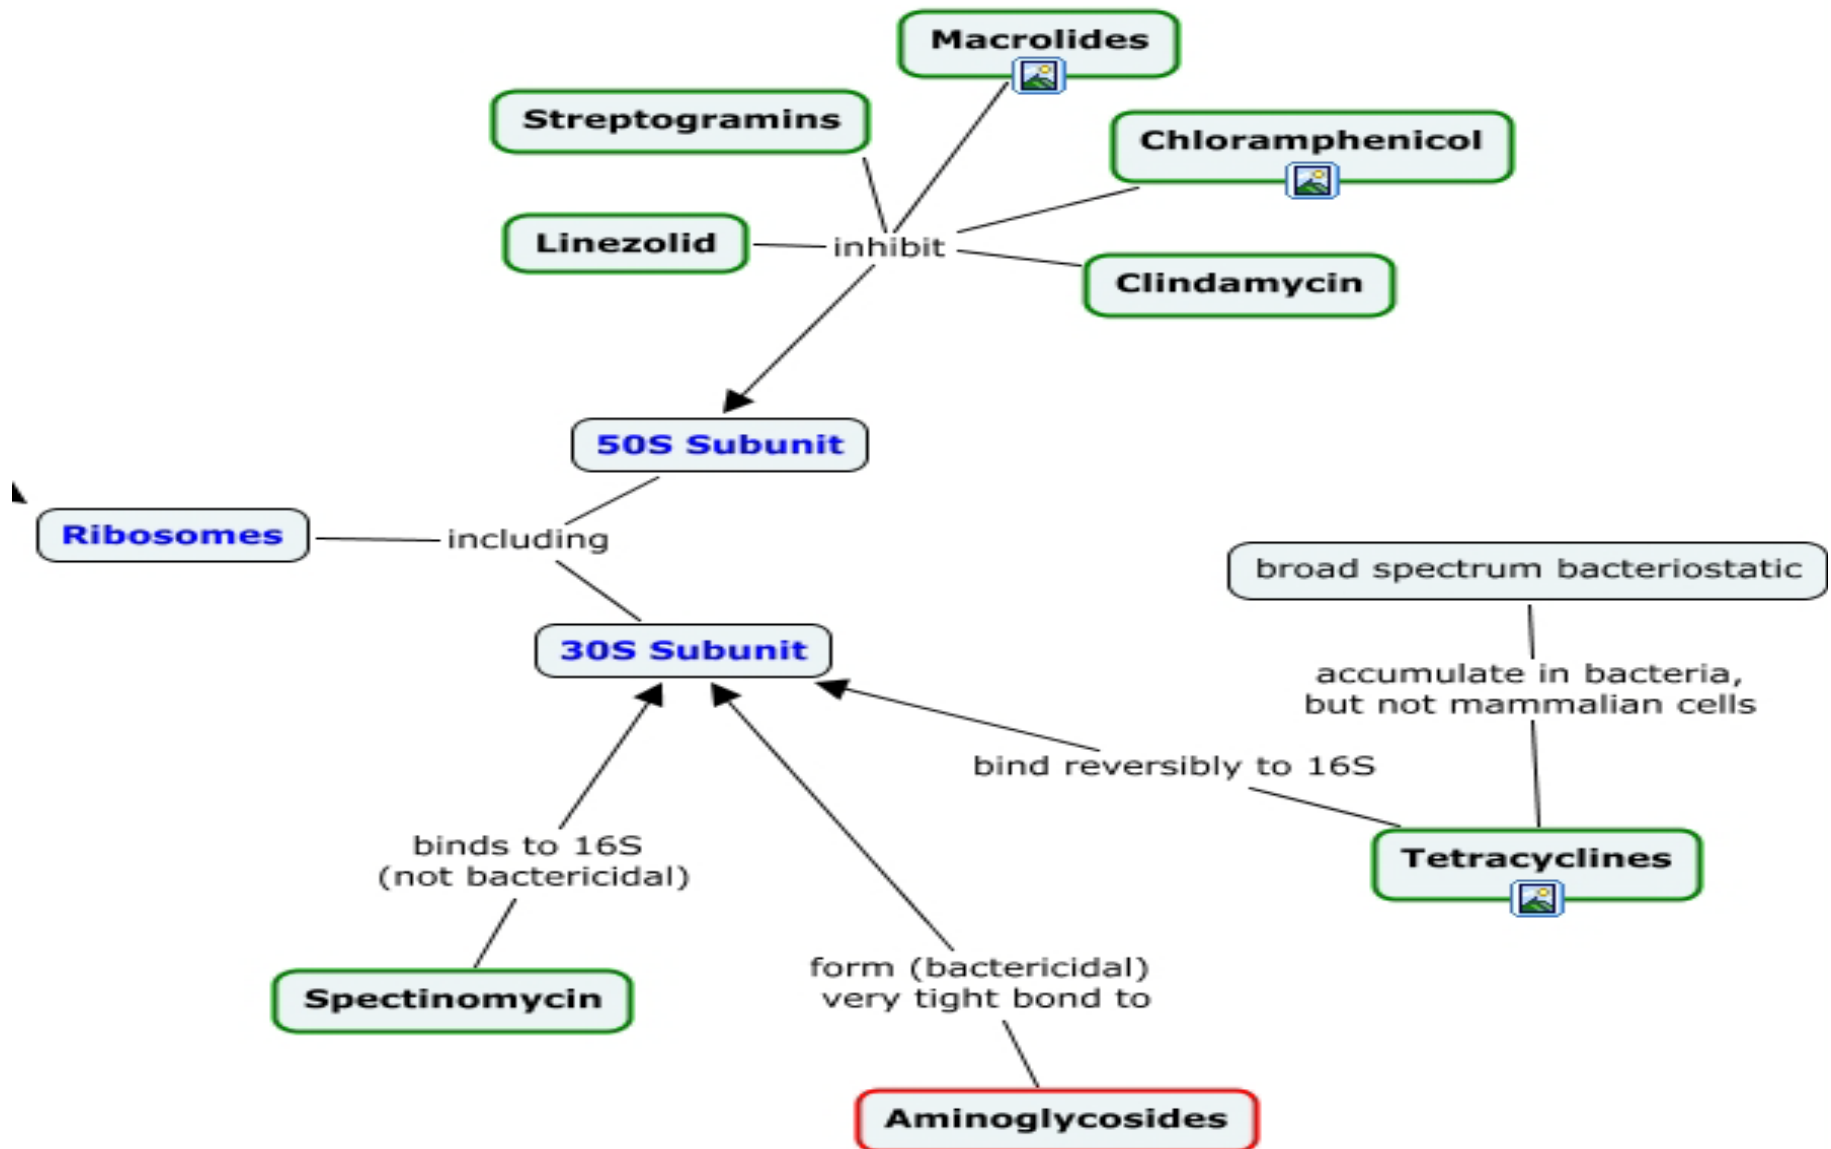 Macrolides
Streptogramins
Chloramphenicol
Linezolid
inhibit
Clindamycin
50S Subunit
Ribosomes
including
broad spectrum bacteriostatic
30S Subunit
accumulate in bacteria,
but not mammalian cells
bind reversibly to 16S
binds to 16S
(not bactericidal)
Tetracyclines
form (bactericidal)
very tight bond to
Spectinomycin
Aminoglycosides